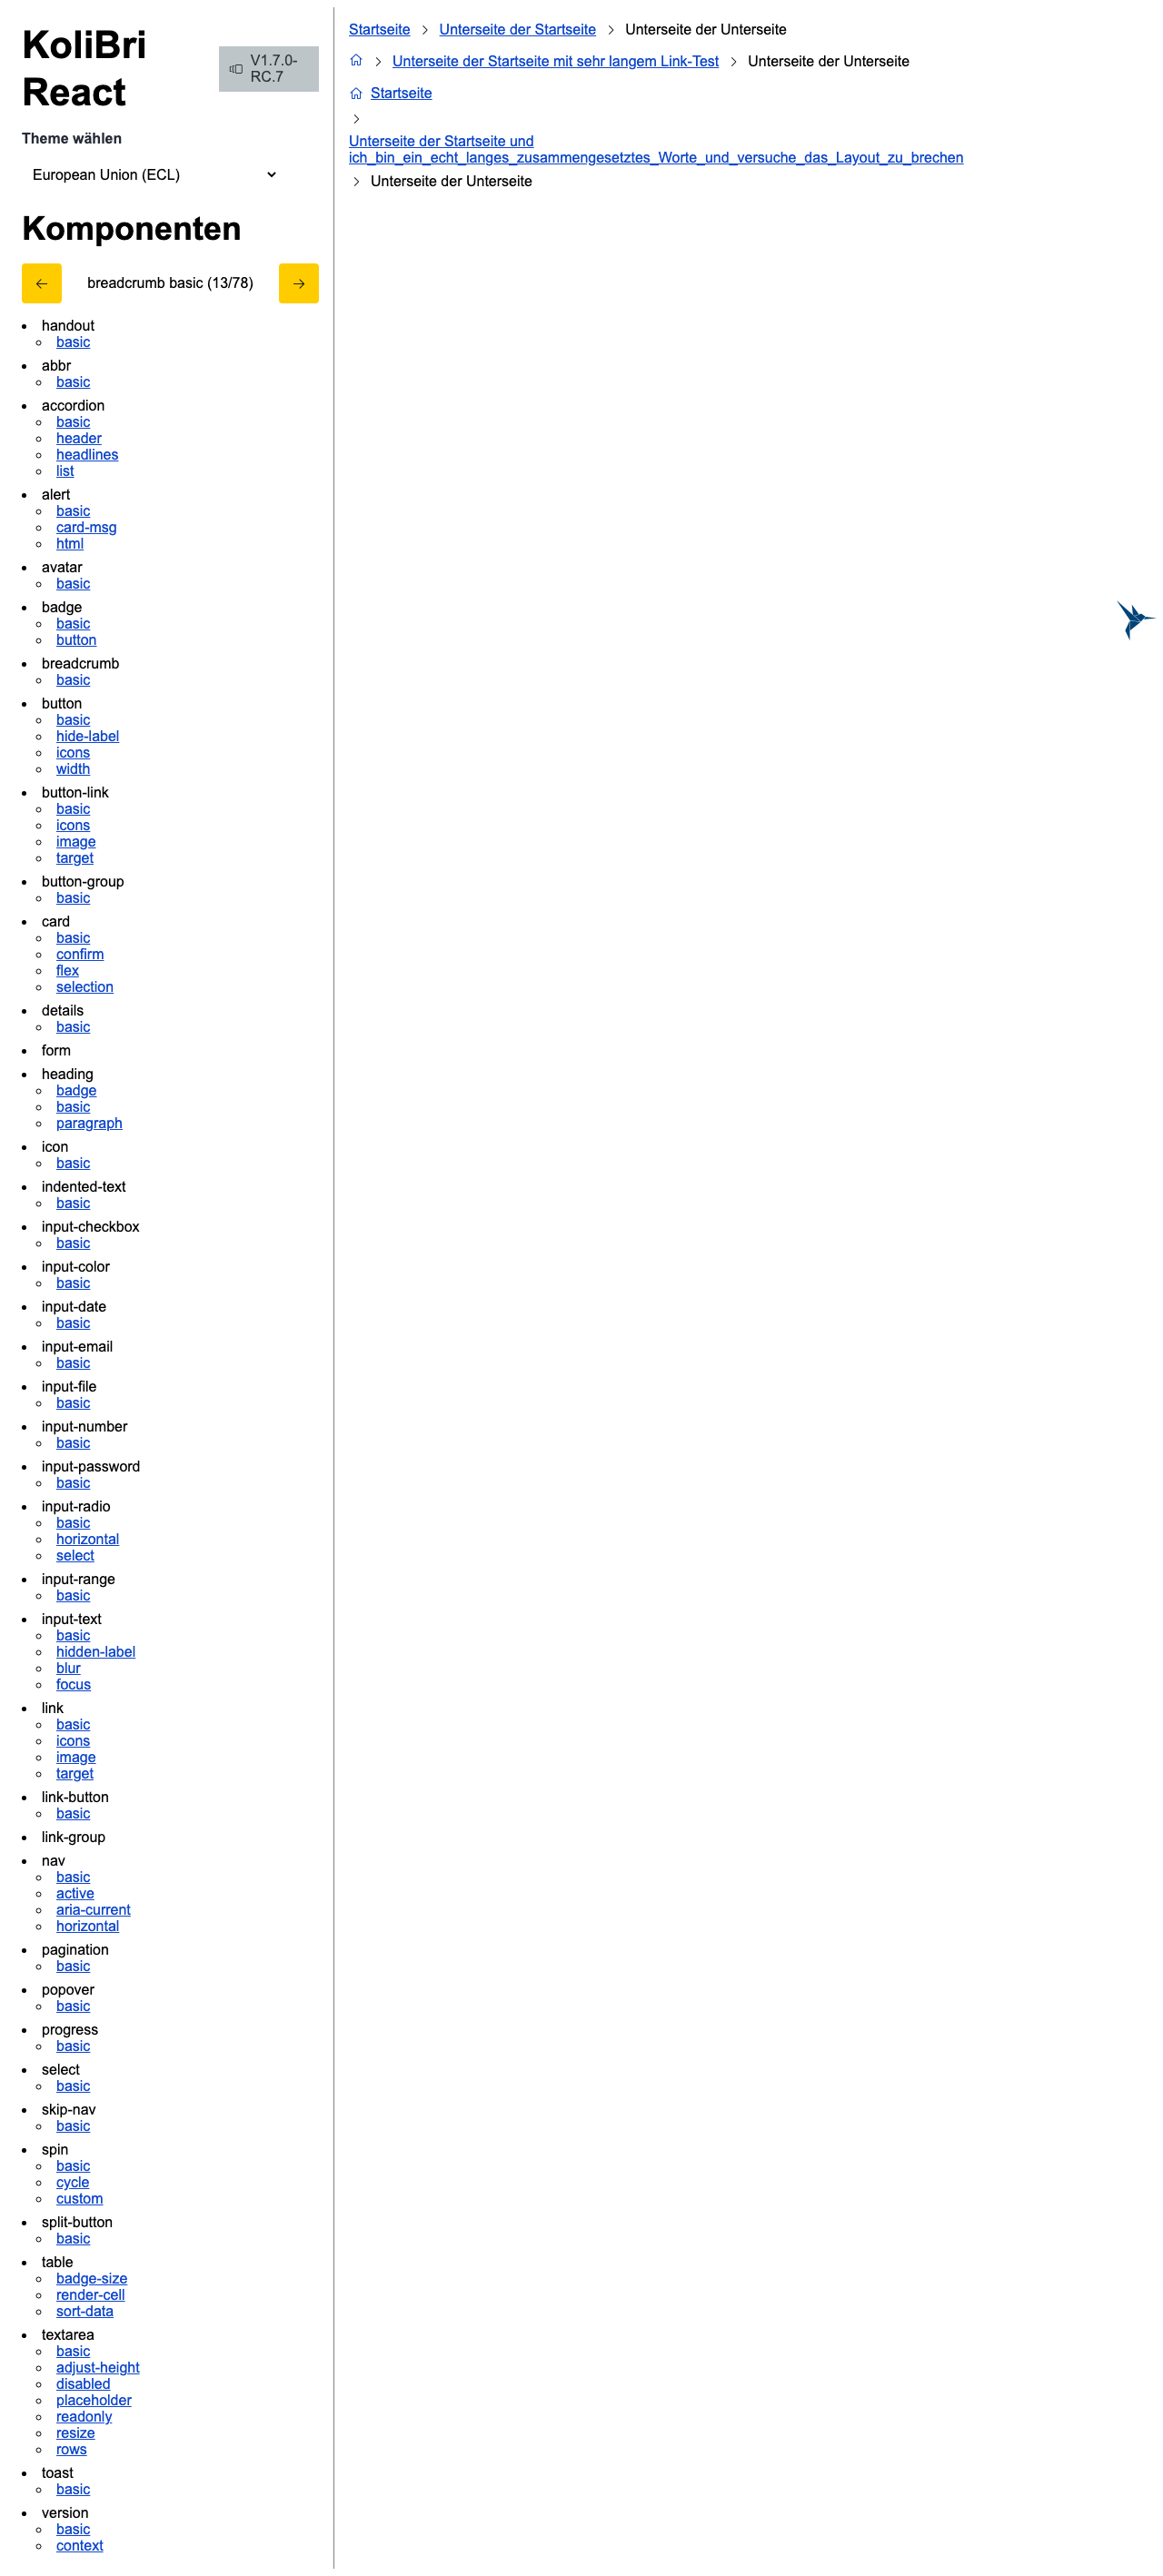 KoliBri
React
V1.7.0-
RC.7
Theme wählen
European Union (ECL)
Komponenten
breadcrumb basic (13/78)
handout
basic
abbr
basic
accordion
basic
header
headlines
list
alert
basic
card-msg
html
avatar
basic
badge
basic
button
breadcrumb
basic
button
basic
hide-label
icons
width
button-link
basic
icons
image
target
button-group
basic
card
basic
confirm
flex
selection
details
basic
form
heading
badge
basic
paragraph
icon
basic
indented-text
basic
input-checkbox
basic
input-color
basic
input-date
basic
input-email
basic
input-file
basic
input-number
basic
input-password
basic
input-radio
basic
horizontal
select
input-range
basic
input-text
basic
hidden-label
blur
focus
link
basic
icons
image
target
link-button
basic
link-group
nav
basic
active
aria-current
horizontal
pagination
basic
popover
basic
progress
basic
select
basic
skip-nav
basic
spin
basic
cycle
custom
split-button
basic
table
badge-size
render-cell
sort-data
textarea
basic
adjust-height
disabled
placeholder
readonly
resize
rows
toast
basic
version
basic
context
Startseite > Unterseite der Startseite > Unterseite der Unterseite
> Unterseite der Startseite mit sehr langem Link-Test > Unterseite der Unterseite
Startseite
>
Unterseite der Startseite und
ich_bin_ein_echt_langes_zusammengesetztes_Worte_und_versuche_das_Layout_zu_brechen
> Unterseite der Unterseite